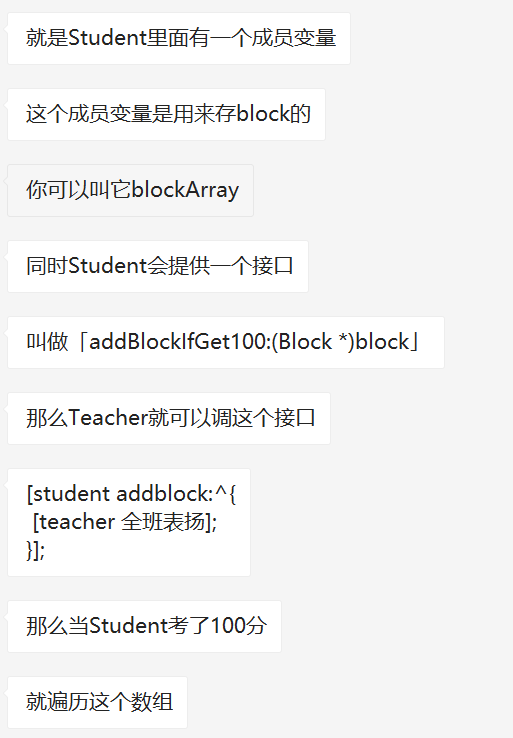 就是Student里面有一个成员变量
这个成员变量是用来存block的
你可以叫它blockArray
同时Student会提供一个接口
叫做「addBlockIfGet100:(Block *)block」
那么Teacher就可以调这个接口
[student addblock:^{
[teacher 全班表扬];
}];
那么当Student考了100分
就遍历这个数组